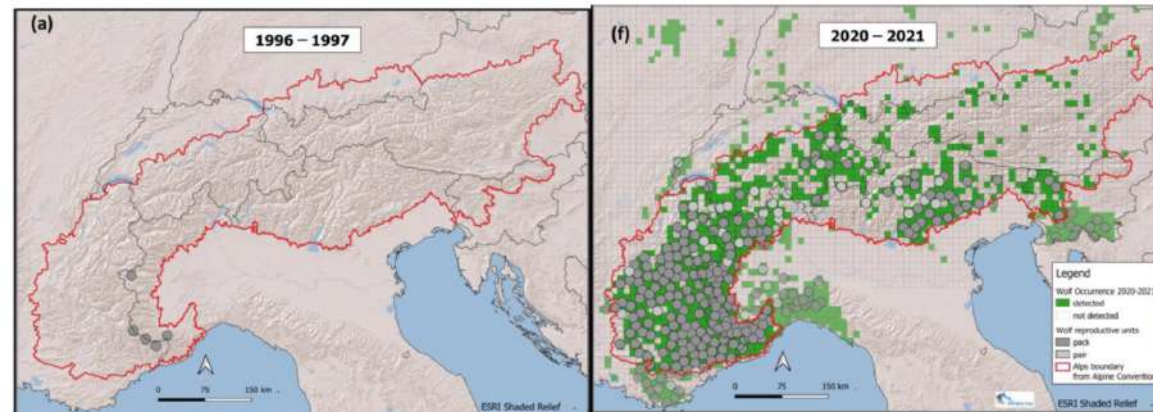 (a)
1996 – 1997
0 75 150 km
ESRI Shaded Relief
(f)
2020 – 2021
Legend
Wolf Occurrence 2020-2021
detected
not detected
Wolf reproductive units
pack
pair
Alps boundary
from Alpine Convention
0 75 150 km
ESRI Shaded Relief